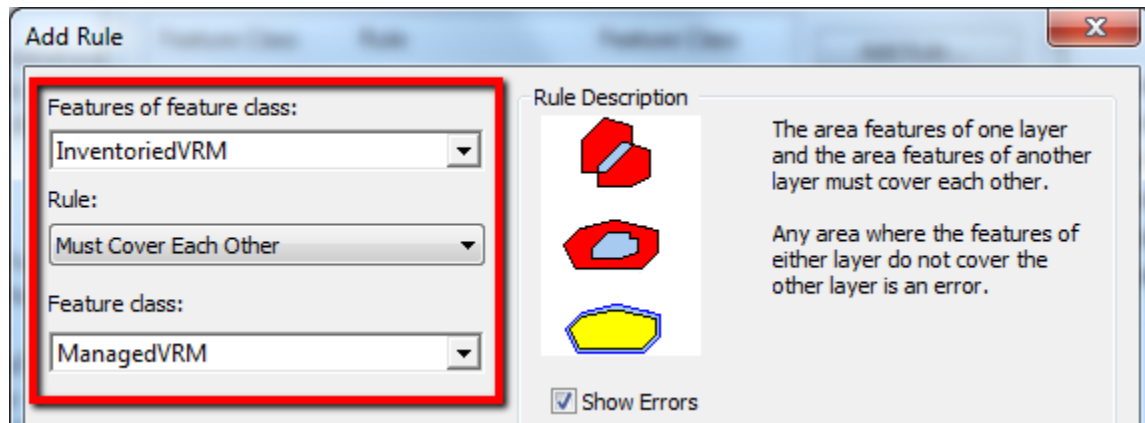 Add Rule
Features of feature class:
InventoriedVRM
Rule:
Must Cover Each Other
Feature class:
ManagedVRM
Rule Description
The area features of one layer
and the area features of another
layer must cover each other.
Any area where the features of
either layer do not cover the
other layer is an error.
Show Errors